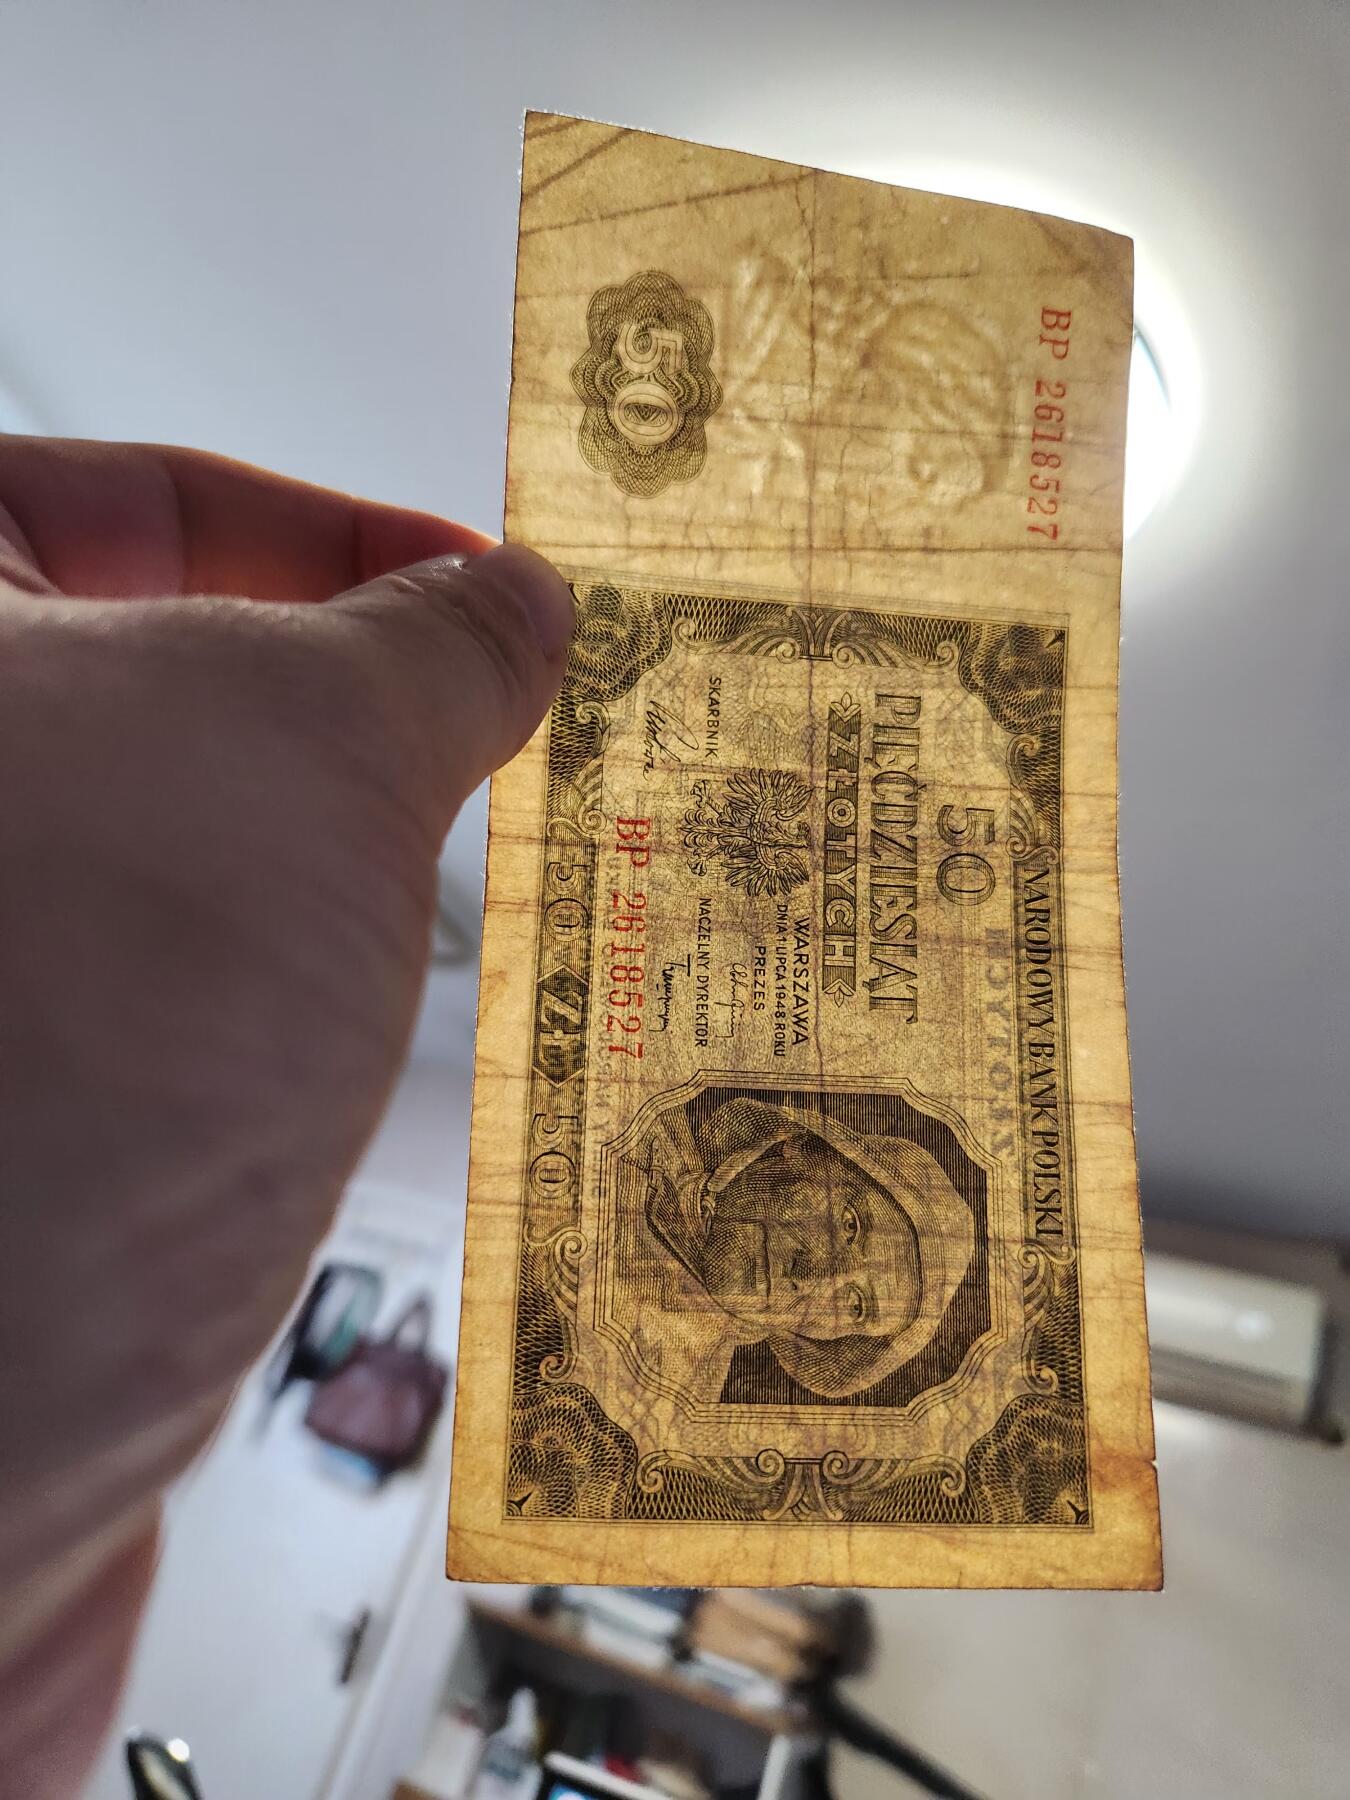 BP 2618527
50
NARODOWY BANK POLSKI
50
PIĘĆDZIESIĄT
ZŁOTYCH
WARSZAWA
DNIA 1 LIPCA 1948 ROKU
PREZES
SKARBNIK
NACZELNY DYREKTOR
BP 2618527
50 ZŁ 50